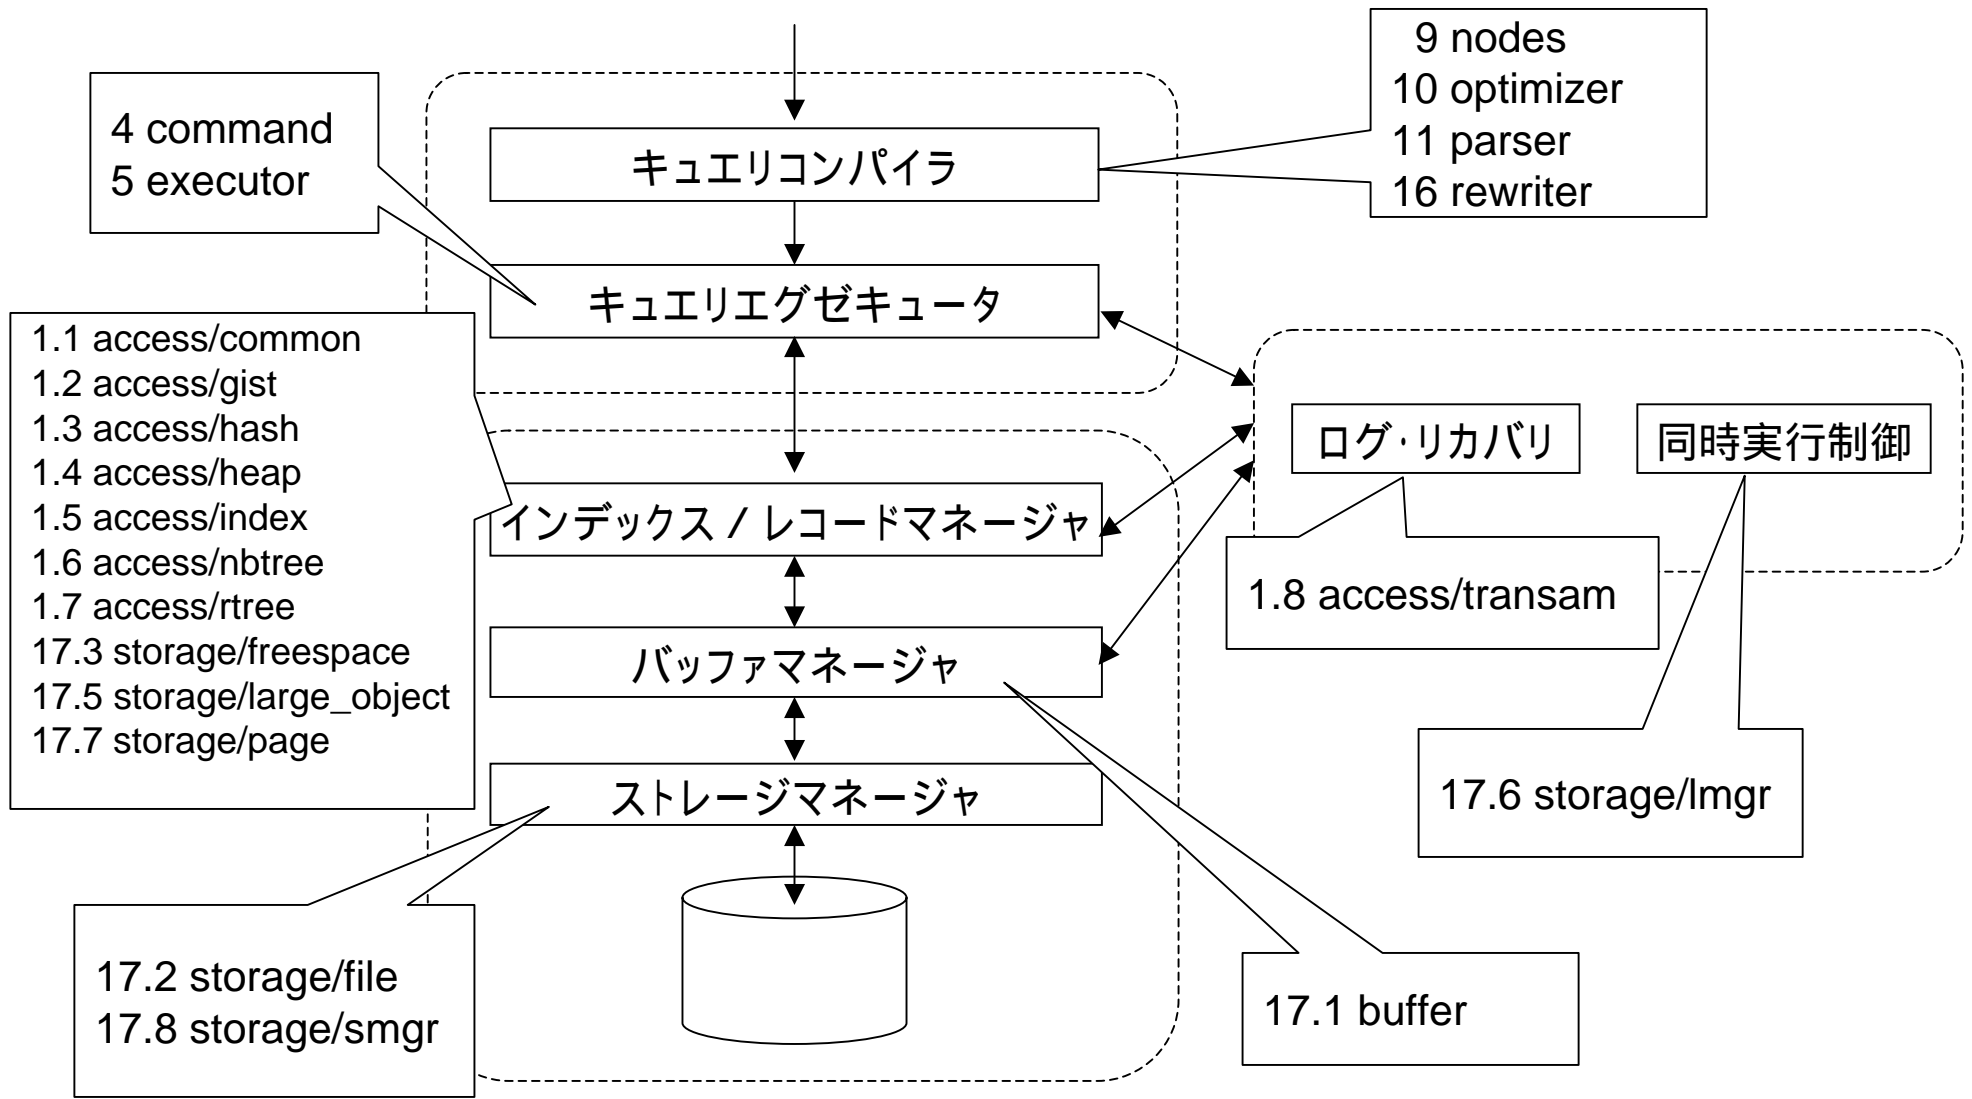 9 nodes
10 optimizer
11 parser
16 rewriter
4 command
5 executor
キュエリコンパイラ
キュエリエグゼキュータ
1.1 access/common
1.2 access/gist
1.3 access/hash
1.4 access/heap
1.5 access/index
1.6 access/nbtree
1.7 access/rtree
17.3 storage/freespace
17.5 storage/large_object
17.7 storage/page
ログ・リカバリ
同時実行制御
インデックス / レコードマネージャ
1.8 access/transam
バッファマネージャ
ストレージマネージャ
17.6 storage/lmgr
17.2 storage/file
17.8 storage/smgr
17.1 buffer